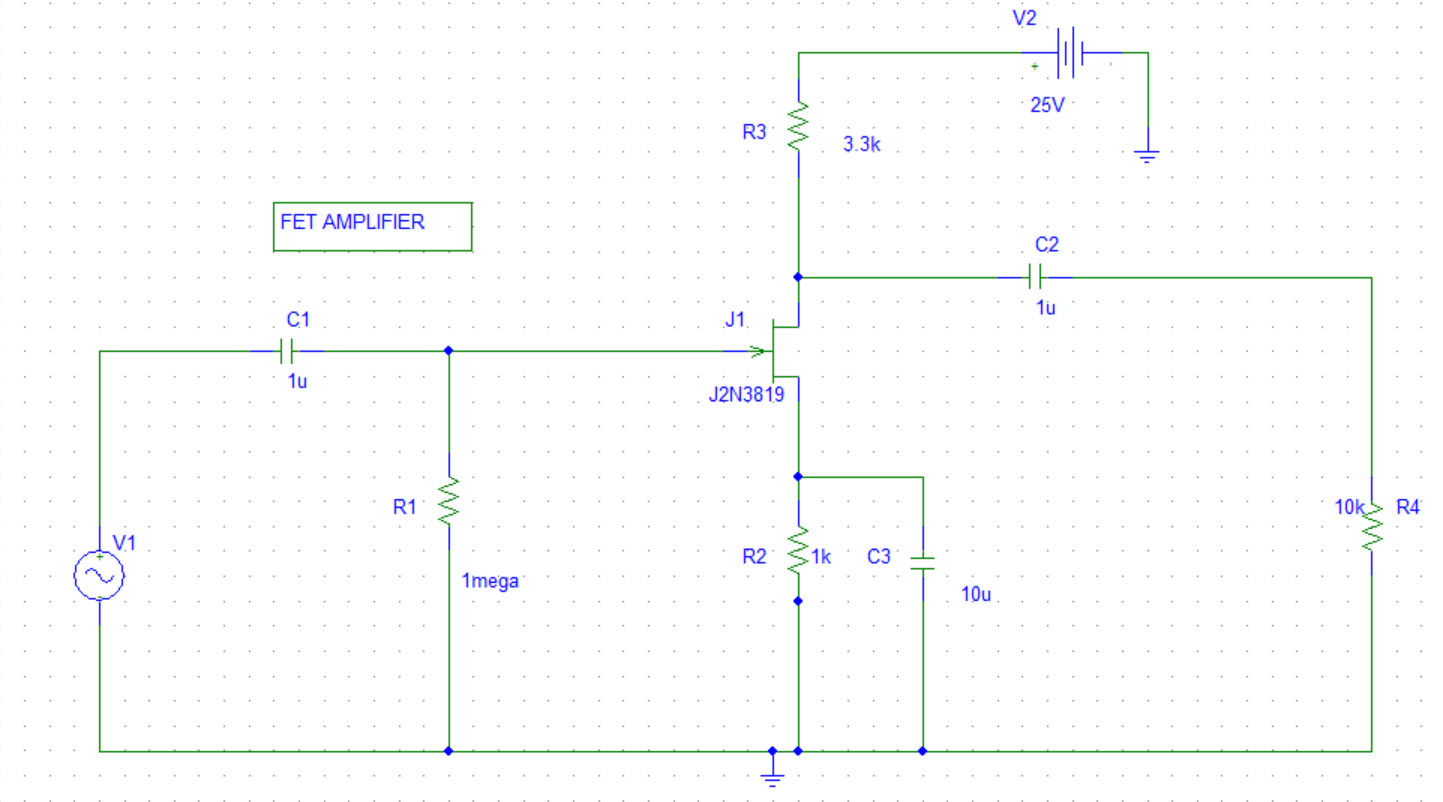 V2
25V
R3
3.3k
FET AMPLIFIER
C2
1u
C1
1u
J1
J2N3819
R1
1mega
V1
R2
1k
C3
10u
10k
R4